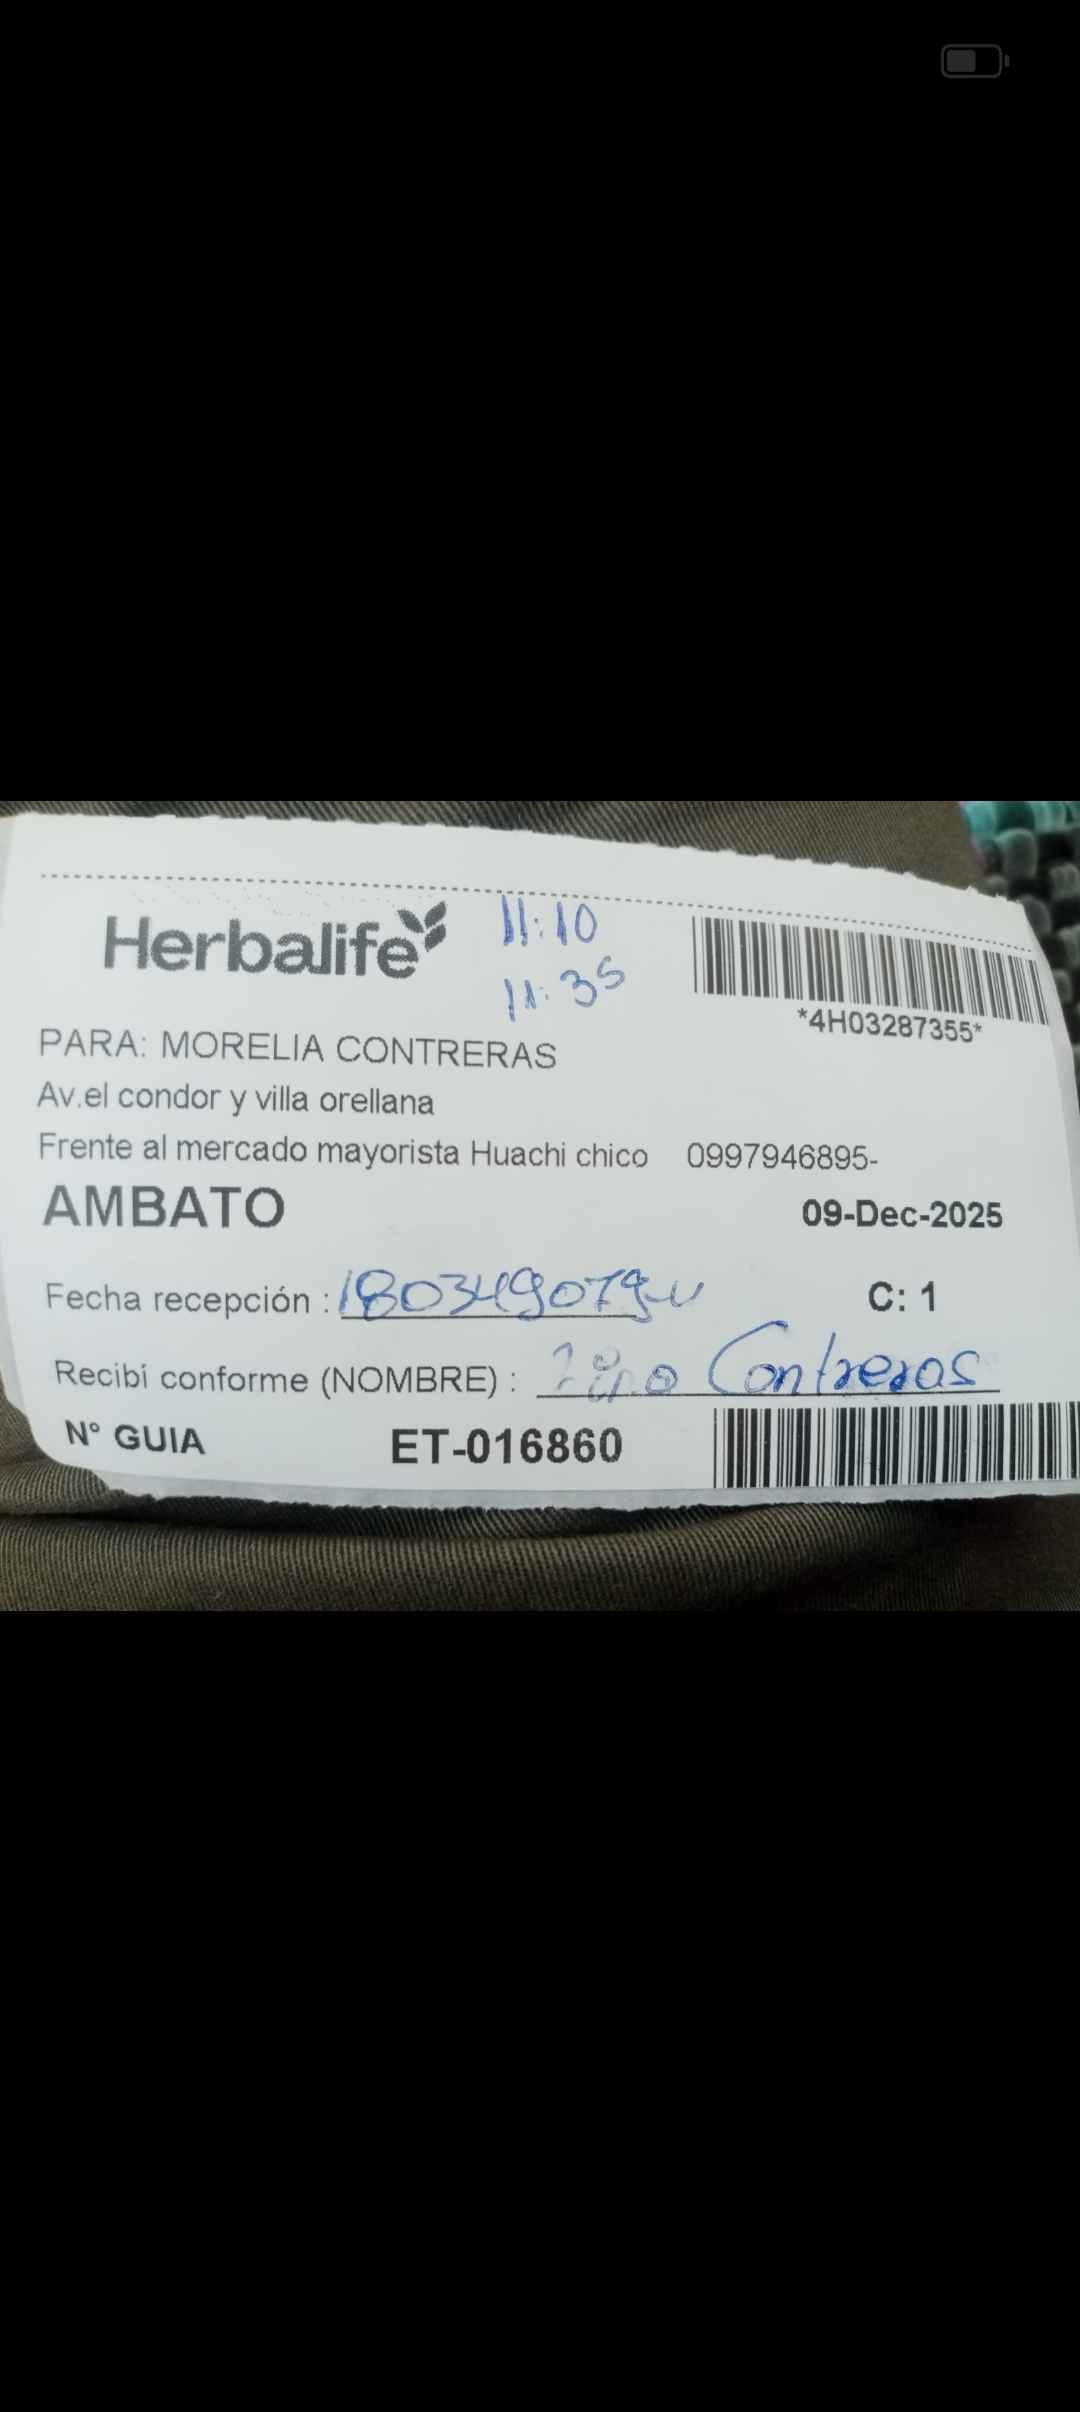 Herbalife
11:10
11:35
*4H03287355*
PARA: MORELIA CONTRERAS
Av.el condor y villa orellana
Frente al mercado mayorista Huachi chico 0997946895-
AMBATO
09-Dec-2025
Fecha recepción :
C: 1
Recibí conforme (NOMBRE) : Contreras
N° GUIA ET-016860